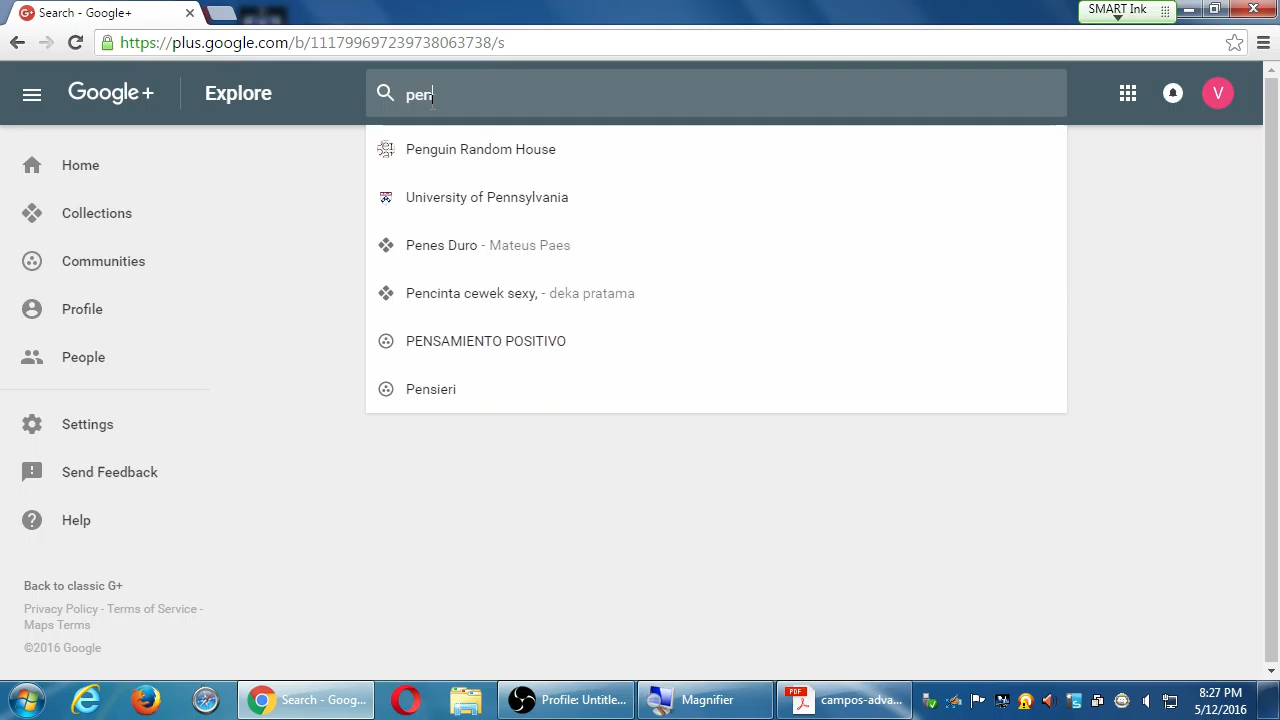 Search - Google+
SMART Ink
https://plus.google.com/b/111799697239738063738/s
Google+
Explore
pen
V
Home
Collections
Communities
Profile
People
Settings
Send Feedback
Help
Penguin Random House
University of Pennsylvania
Penes Duro - Mateus Paes
Pencinta cewek sexy, - deka pratama
PENSAMIENTO POSITIVO
Pensieri
Back to classic G+
Privacy Policy - Terms of Service -
Maps Terms
©2016 Google
Search - Goog...
Profile: Untitle...
Magnifier
PDF
campos-adva...
8:27 PM
5/12/2016